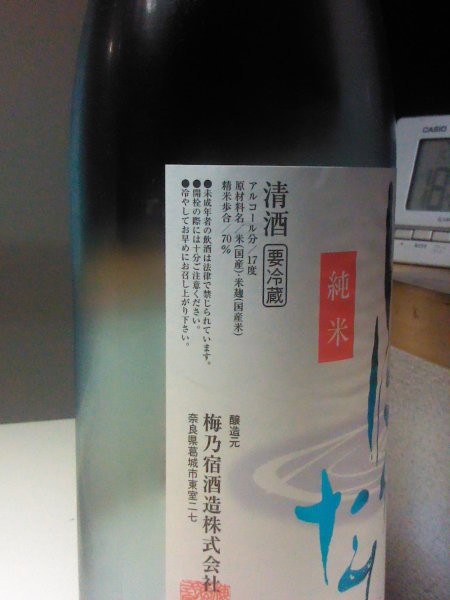 純米
清酒
要冷蔵
アルコール分/17度
原材料名/米(国産)・米麹(国産米)
精米歩合/70%
●未成年者の飲酒は法律で禁じられています。
●開栓の際には十分ご注意ください。
●冷やしてお早めにお召し上がり下さい。
醸造元
梅乃宿酒造株式会社
奈良県葛城市東室二七
CASIO